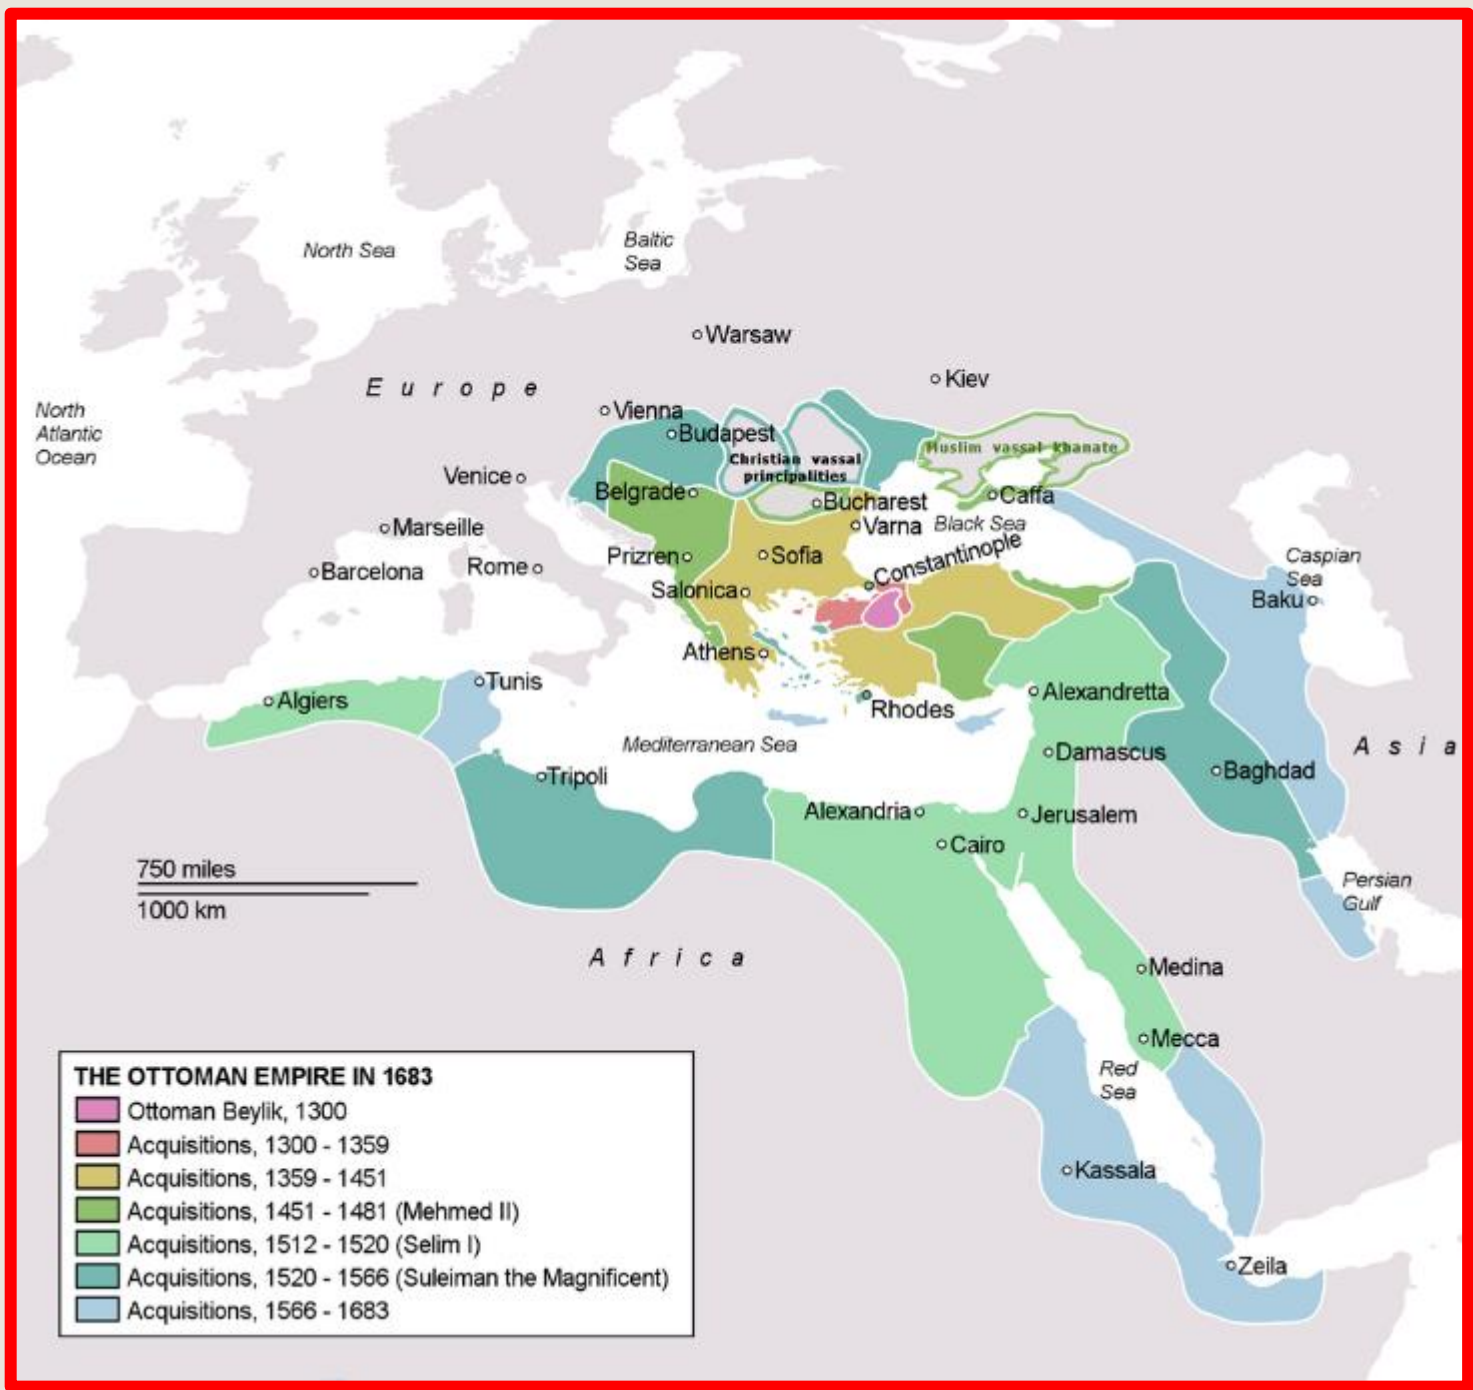 North Sea
Baltic
Sea
Warsaw
Europe
Kiev
North
Atlantic
Ocean
Vienna
Budapest
Muslim vassal khanate
Christian vassal
principalities
Venice
Belgrade
Bucharest
Caffa
Marseille
Varna
Black Sea
Prizren
Sofia
Constantinople
Caspian
Sea
Barcelona
Rome
Salonica
Baku
Athens
Tunis
Algiers
Rhodes
Alexandretta
Mediterranean Sea
Damascus
Asia
Tripoli
Baghdad
Alexandria
Jerusalem
Cairo
750 miles
1000 km
Persian
Gulf
Africa
Medina
Mecca
Red
Sea
Kassala
Zeila
THE OTTOMAN EMPIRE IN 1683
Ottoman Beylik, 1300
Acquisitions, 1300 - 1359
Acquisitions, 1359 - 1451
Acquisitions, 1451 - 1481 (Mehmed II)
Acquisitions, 1512 - 1520 (Selim I)
Acquisitions, 1520 - 1566 (Suleiman the Magnificent)
Acquisitions, 1566 - 1683